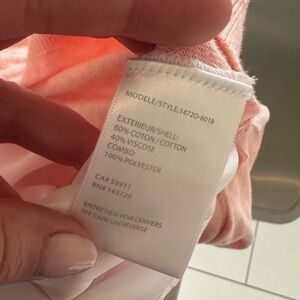 MODELE/STYLE:14720-6018
EXTERIEUR/SHELL:
60% COTON/COTTON
40% VISCOSE
COMBO:
100% POLYESTER
CA# 58911
RN# 143728
ENTRETIEN VOIR L'ENVERS
SEE CARE ON REVERSE